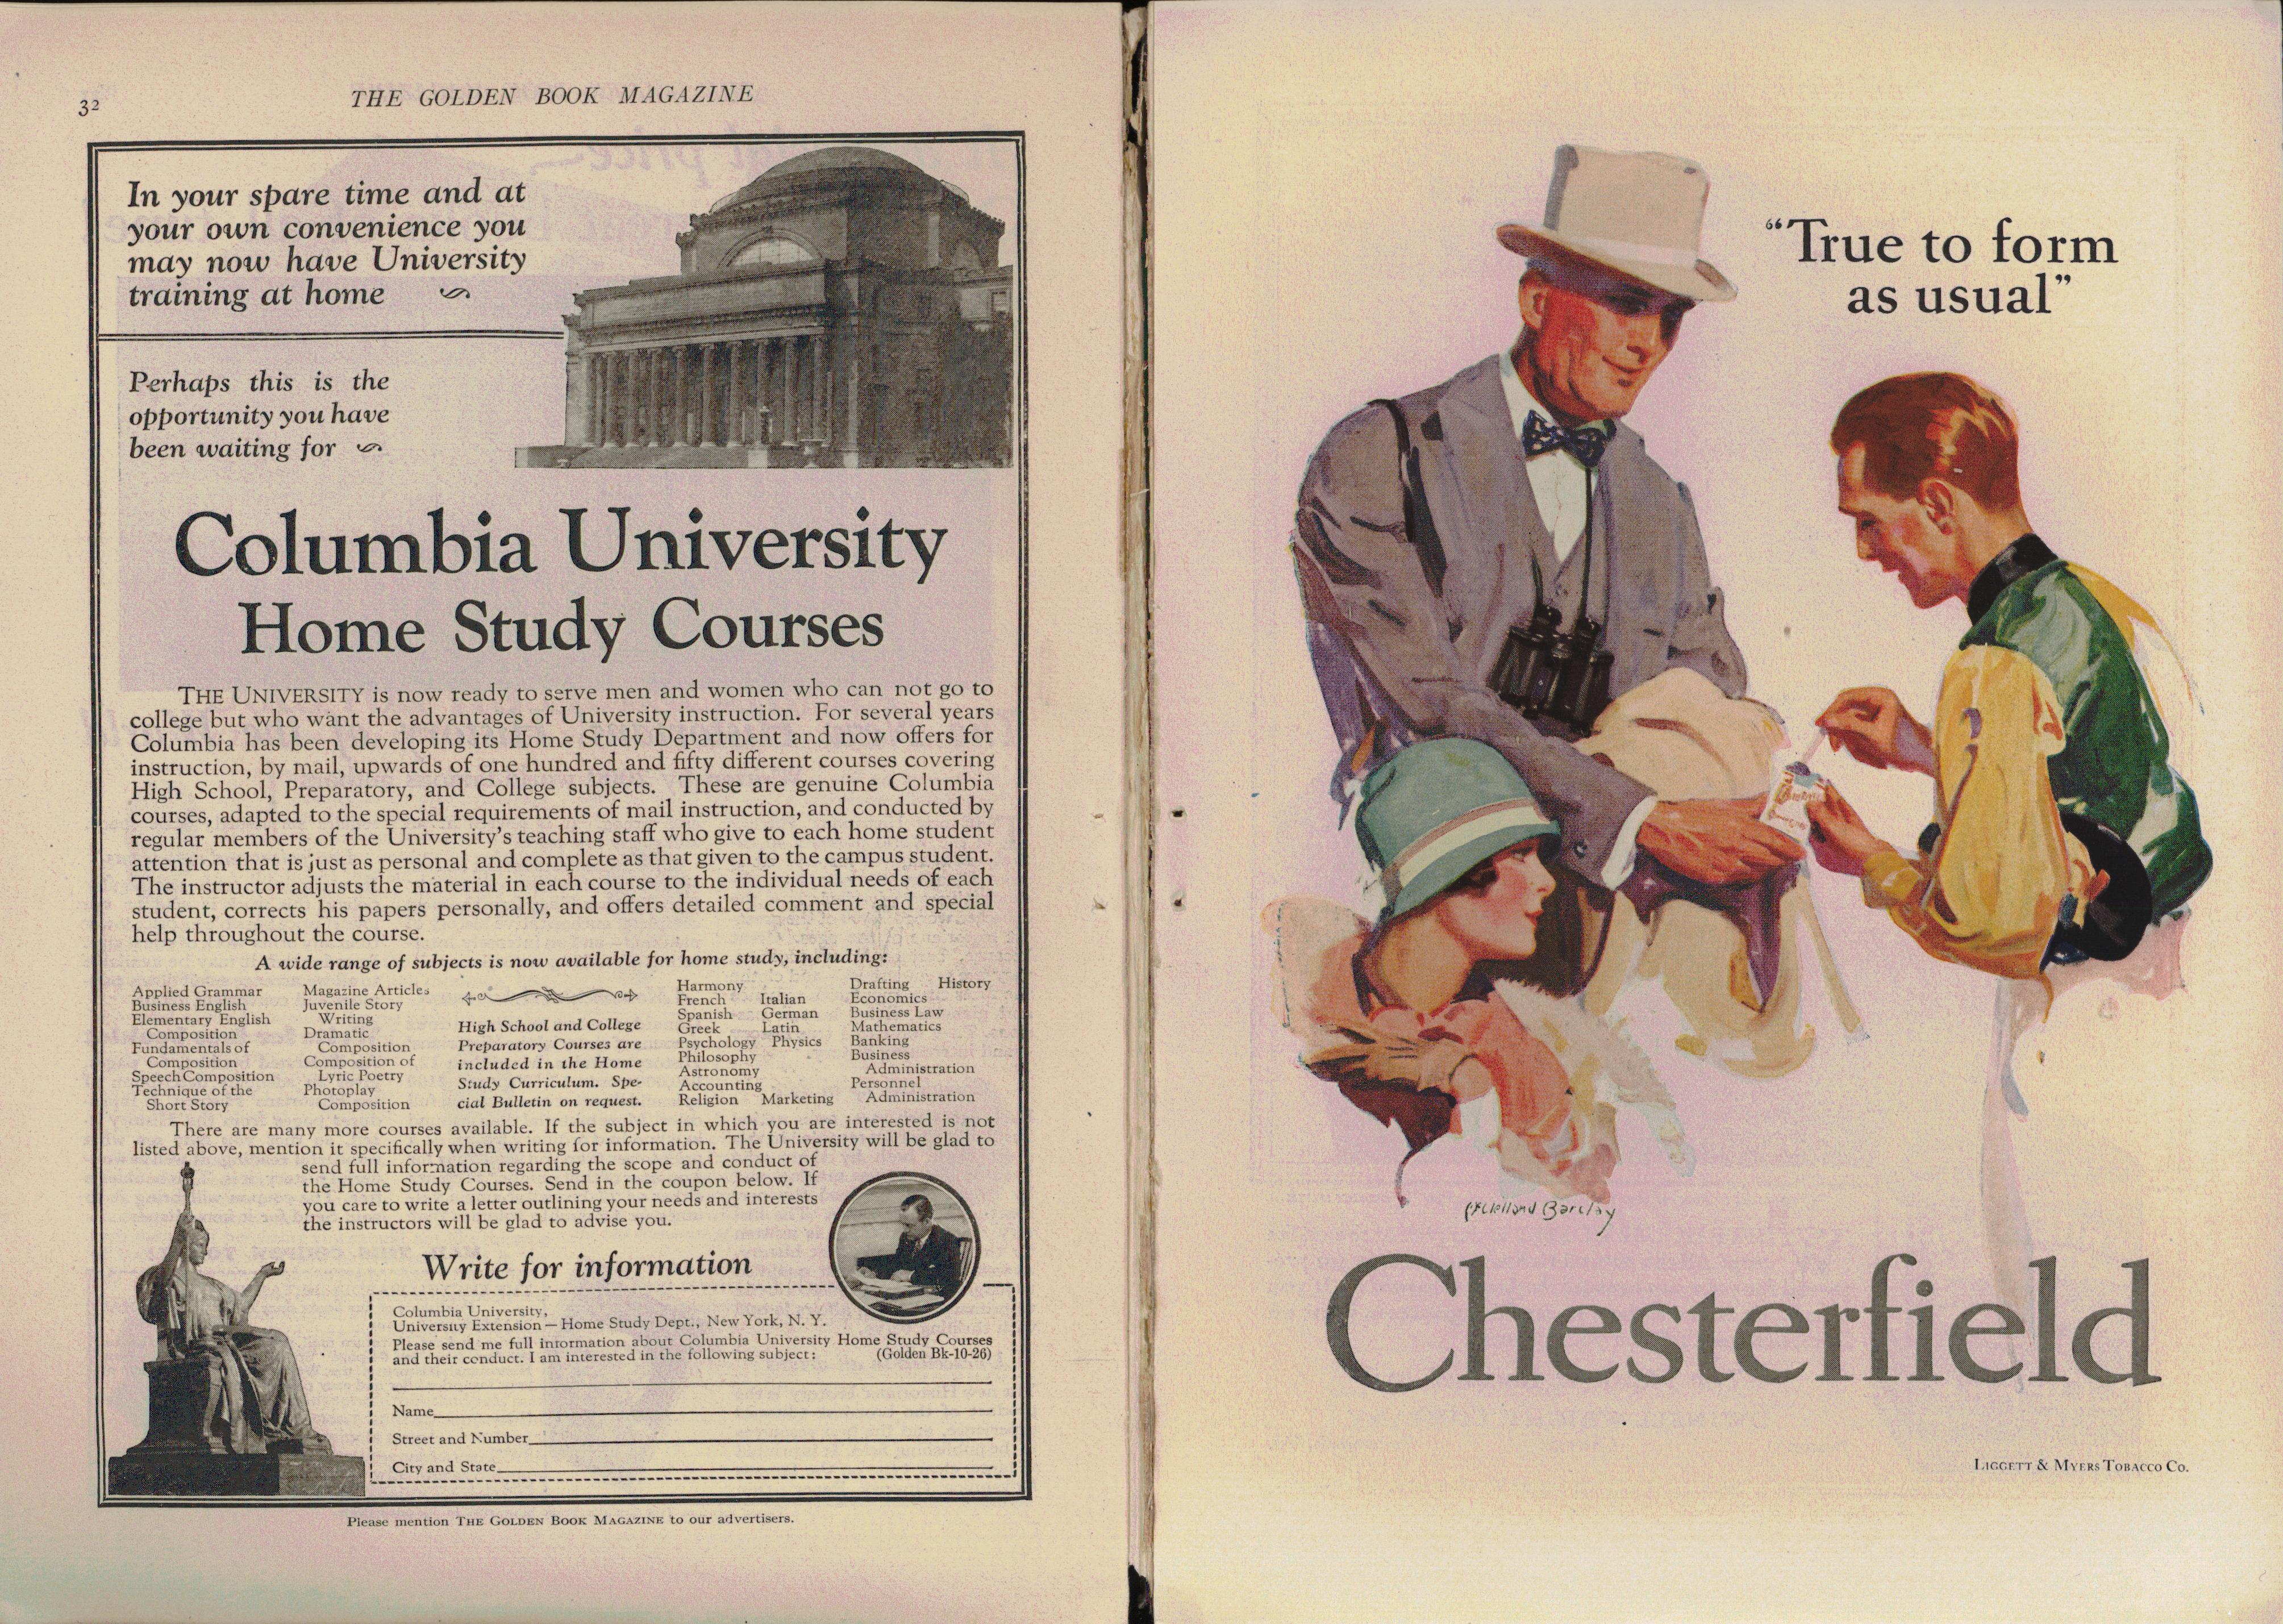 32
THE GOLDEN BOOK MAGAZINE
In your spare time and at
your own convenience you
may now have University
training at home
Perhaps this is the
opportunity you have
been waiting for
Columbia University
Home Study Courses
THE UNIVERSITY is now ready to serve men and women who can not go to
college but who want the advantages of University instruction. For several years
Columbia has been developing its Home Study Department and now offers for
instruction, by mail, upwards of one hundred and fifty different courses covering
High School, Preparatory, and College subjects. These are genuine Columbia
courses, adapted to the special requirements of mail instruction, and conducted by
regular members of the University's teaching staff who give to each home student
attention that is just as personal and complete as that given to the campus student.
The instructor adjusts the material in each course to the individual needs of each
student, corrects his papers personally, and offers detailed comment and special
help throughout the course.
A wide range of subjects is now available for home study, including:
Applied Grammar
Business English
Elementary English
Composition
Fundamentals of
Composition
Speech Composition
Technique of the
Short Story
Magazine Articles
Juvenile Story
Writing
Dramatic
Composition
Composition of
Lyric Poetry
Photoplay
Composition
High School and College
Preparatory Courses are
included in the Home
Study Curriculum. Spe-
cial Bulletin on request.
Harmony
French Italian
Spanish German
Greek Latin
Psychology Physics
Philosophy
Astronomy
Accounting
Religion Marketing
Drafting History
Economics
Business Law
Mathematics
Banking
Business
Administration
Personnel
Administration
There are many more courses available. If the subject in which you are interested is not
listed above, mention it specifically when writing for information. The University will be glad to
send full information regarding the scope and conduct of
the Home Study Courses. Send in the coupon below. If
you care to write a letter outlining your needs and interests
the instructors will be glad to advise you.
Write for information
Columbia University,
University Extension — Home Study Dept., New York, N. Y.
Please send me full information about Columbia University Home Study Courses
and their conduct. I am interested in the following subject: (Golden Bk-10-26)
Name
Street and Number
City and State
Please mention THE GOLDEN BOOK MAGAZINE to our advertisers.
"True to form
as usual"
McClelland Barclay
Chesterfield
LIGGETT & MYERS TOBACCO CO.